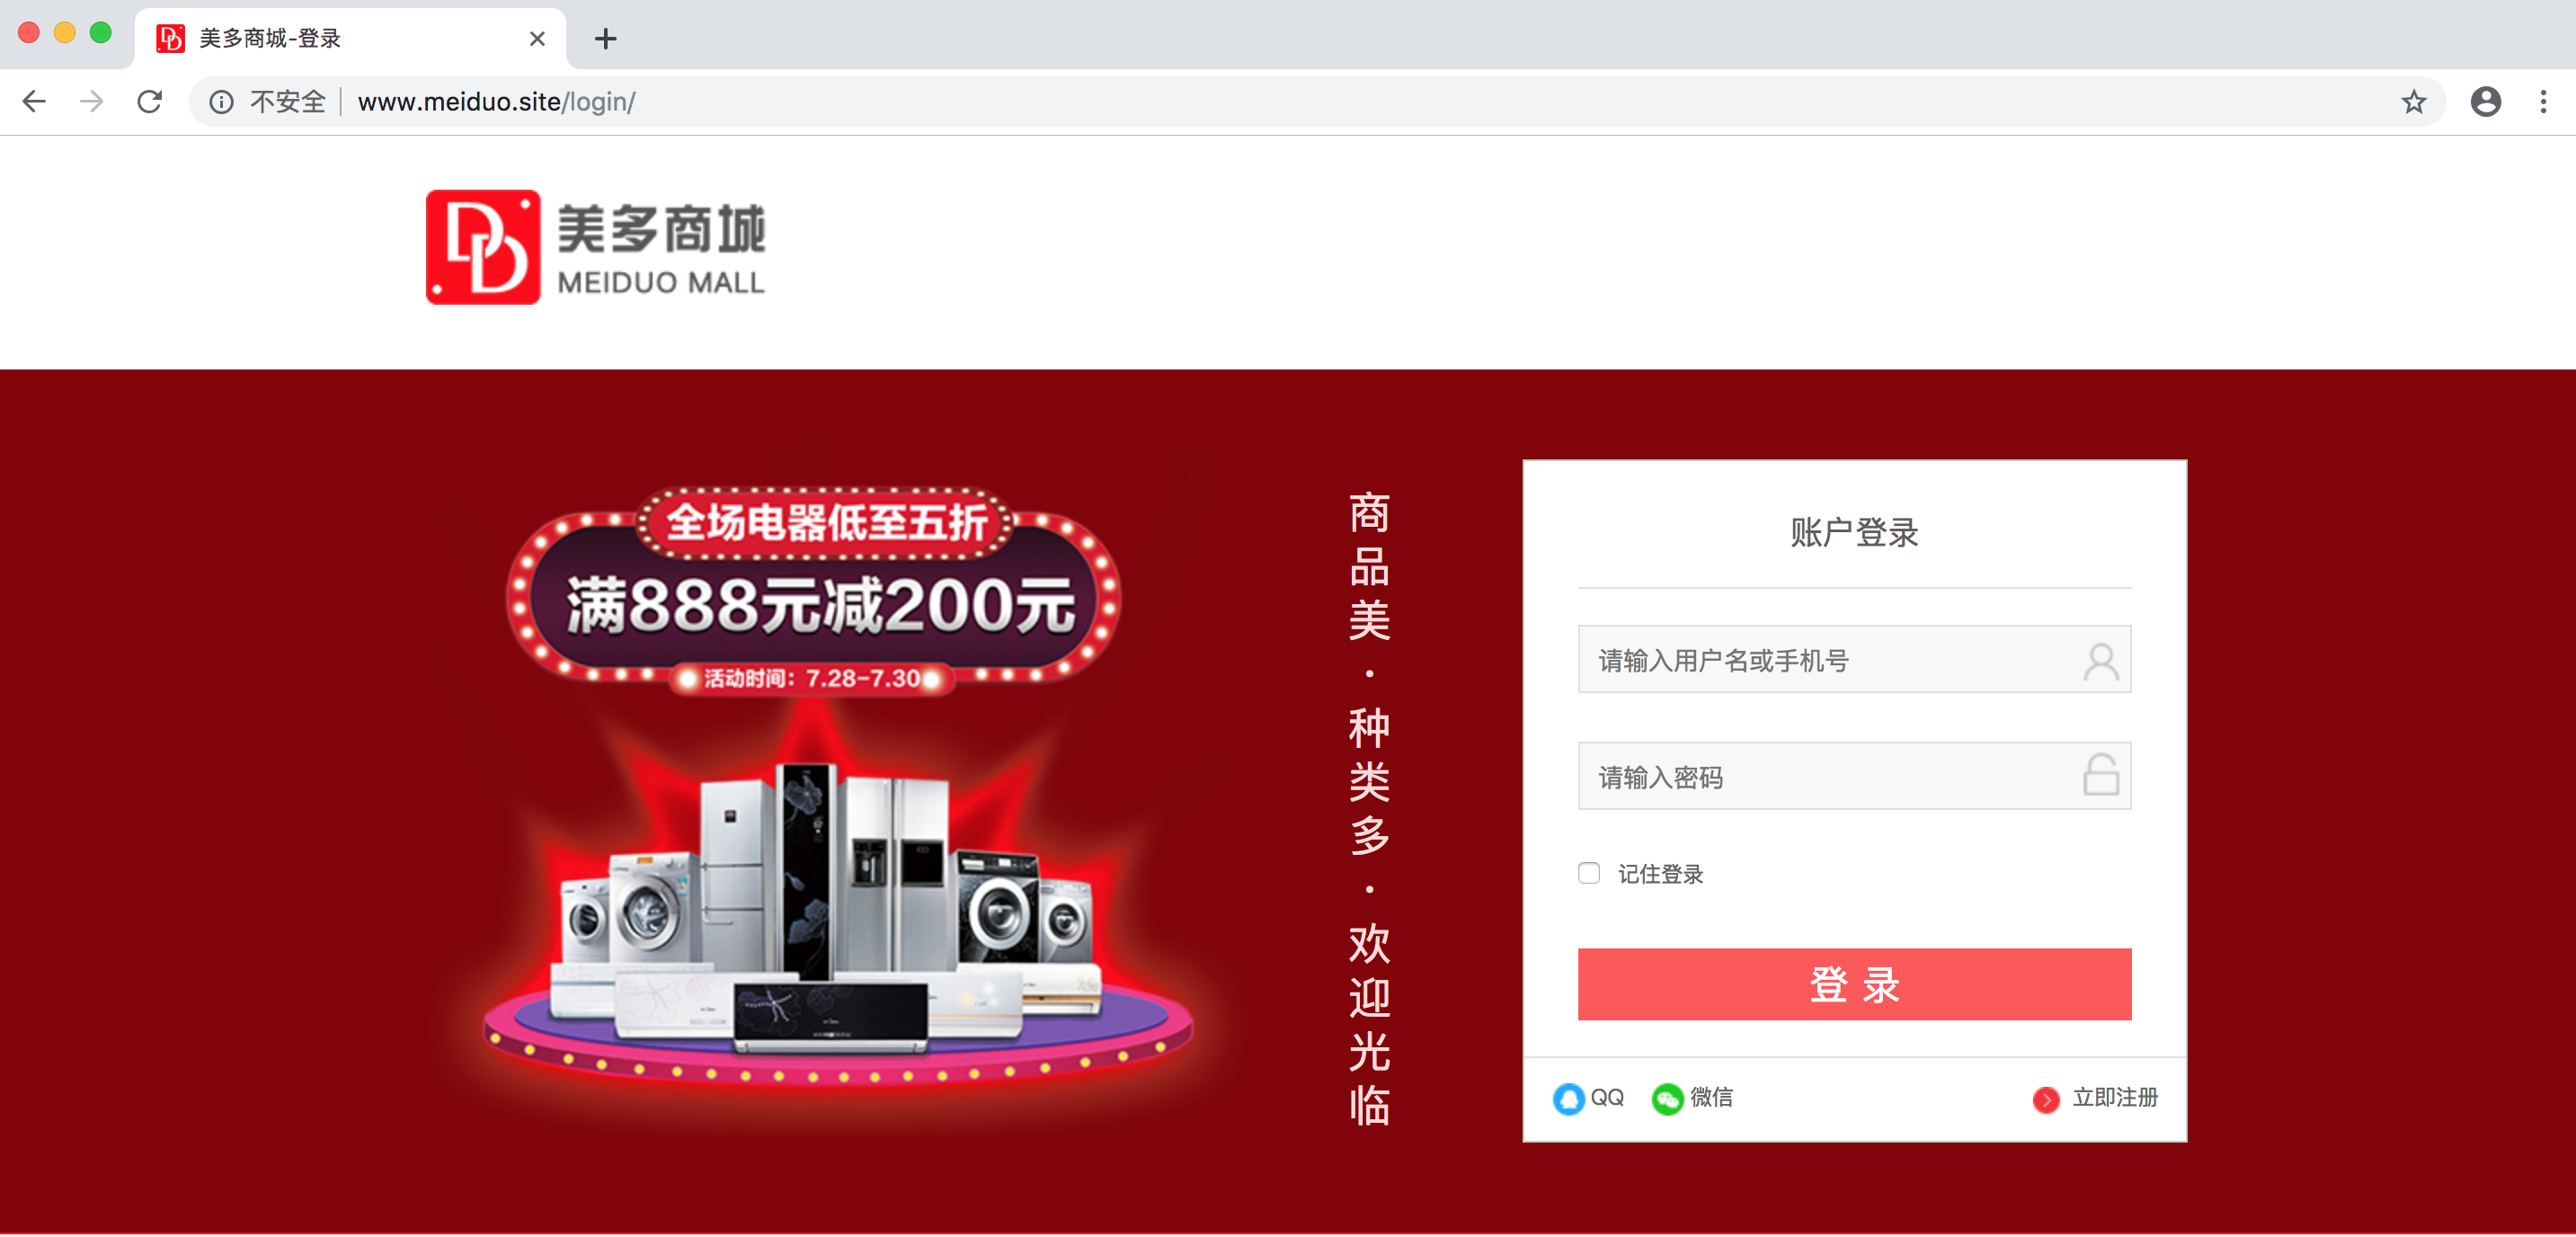 美多商城-登录
不安全 www.meiduo.site/login/
美多商城
MEIDUO MALL
全场电器低至五折
满888元减200元
活动时间：7.28-7.30
商品美·种类多·欢迎光临
账户登录
请输入用户名或手机号
请输入密码
记住登录
登 录
QQ 微信 立即注册